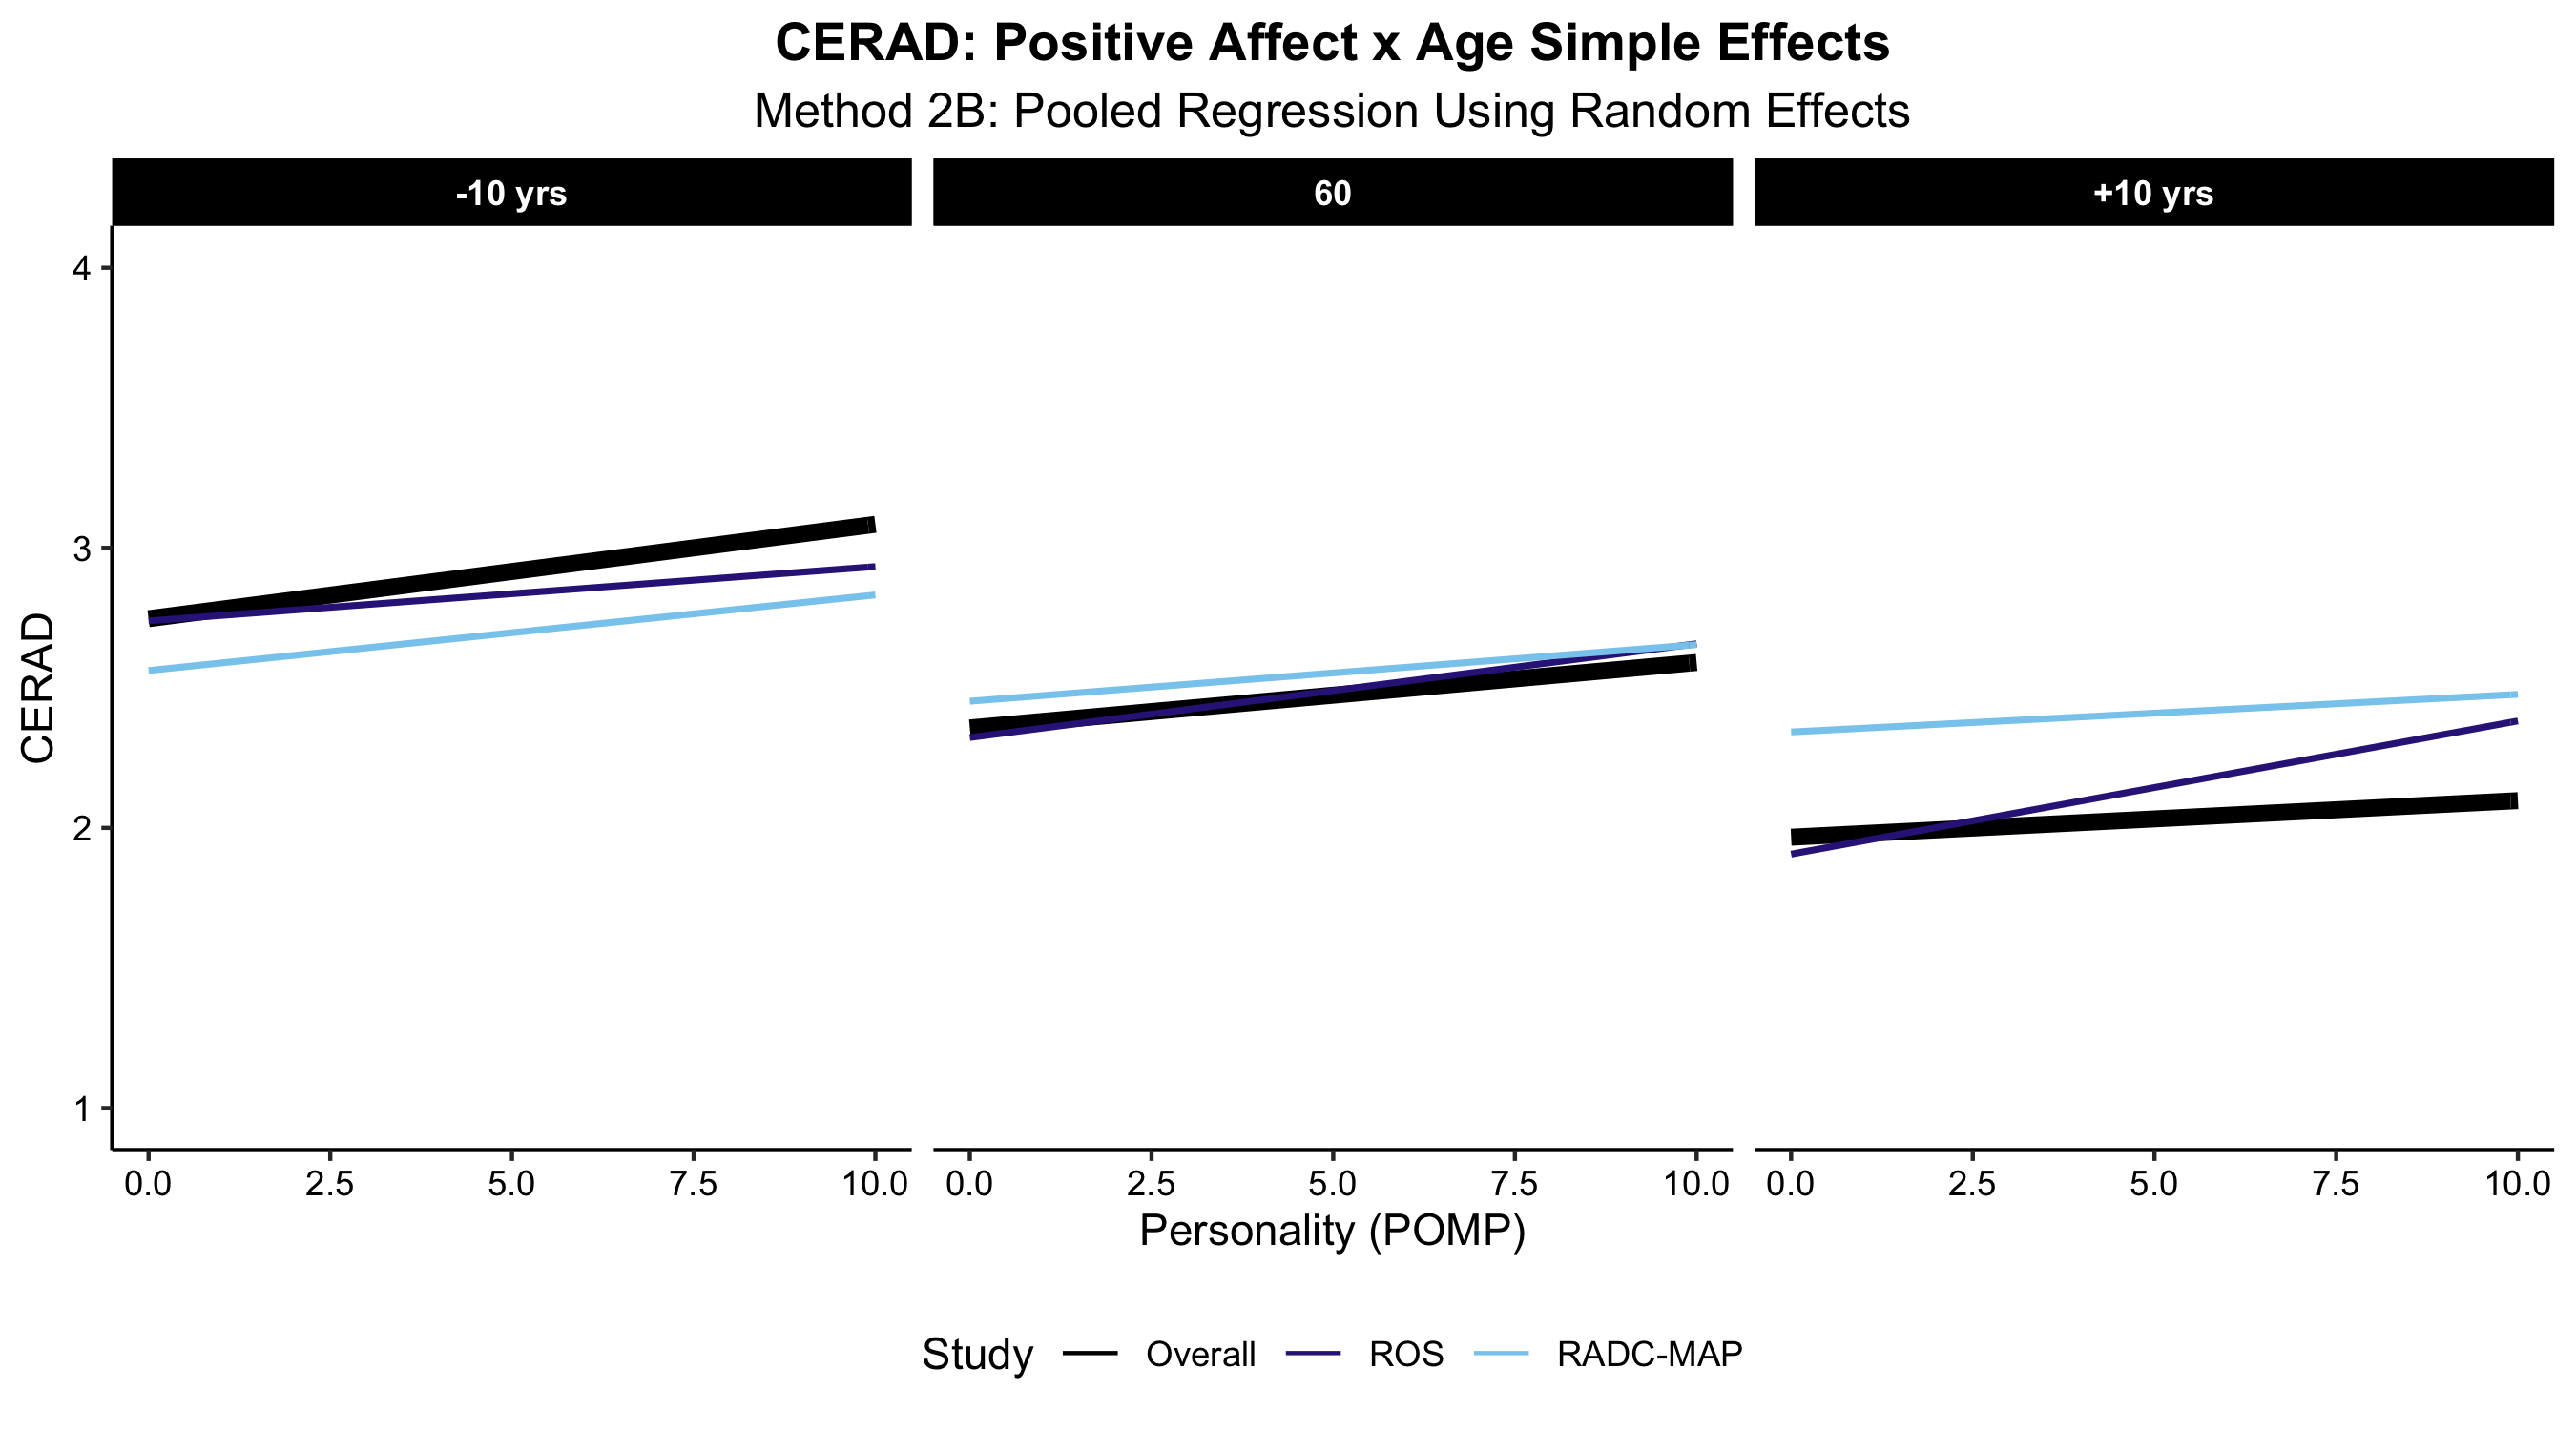 CERAD: Positive Affect x Age Simple Effects
Method 2B: Pooled Regression Using Random Effects
-10 yrs 60 +10 yrs
4
3
2
1
CERAD
0.0 2.5 5.0 7.5 10.0 0.0 2.5 5.0 7.5 10.0 0.0 2.5 5.0 7.5 10.0
Personality (POMP)
Study Overall ROS RADC-MAP